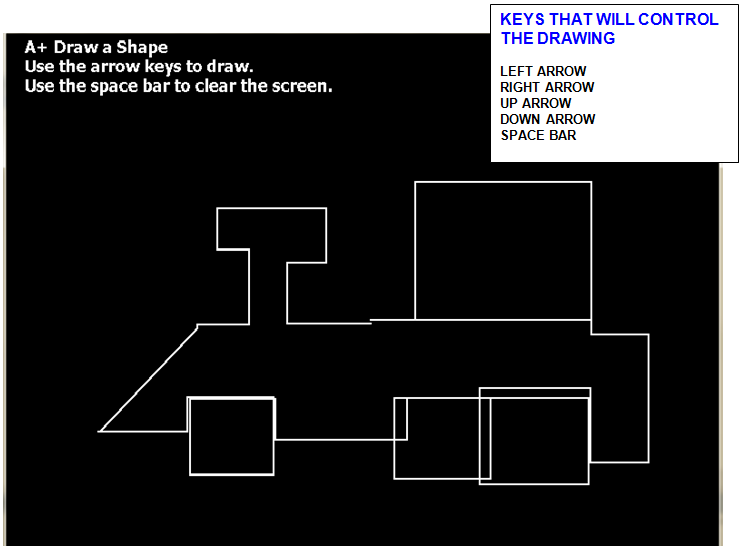 A+ Draw a Shape
Use the arrow keys to draw.
Use the space bar to clear the screen.
KEYS THAT WILL CONTROL
THE DRAWING
LEFT ARROW
RIGHT ARROW
UP ARROW
DOWN ARROW
SPACE BAR